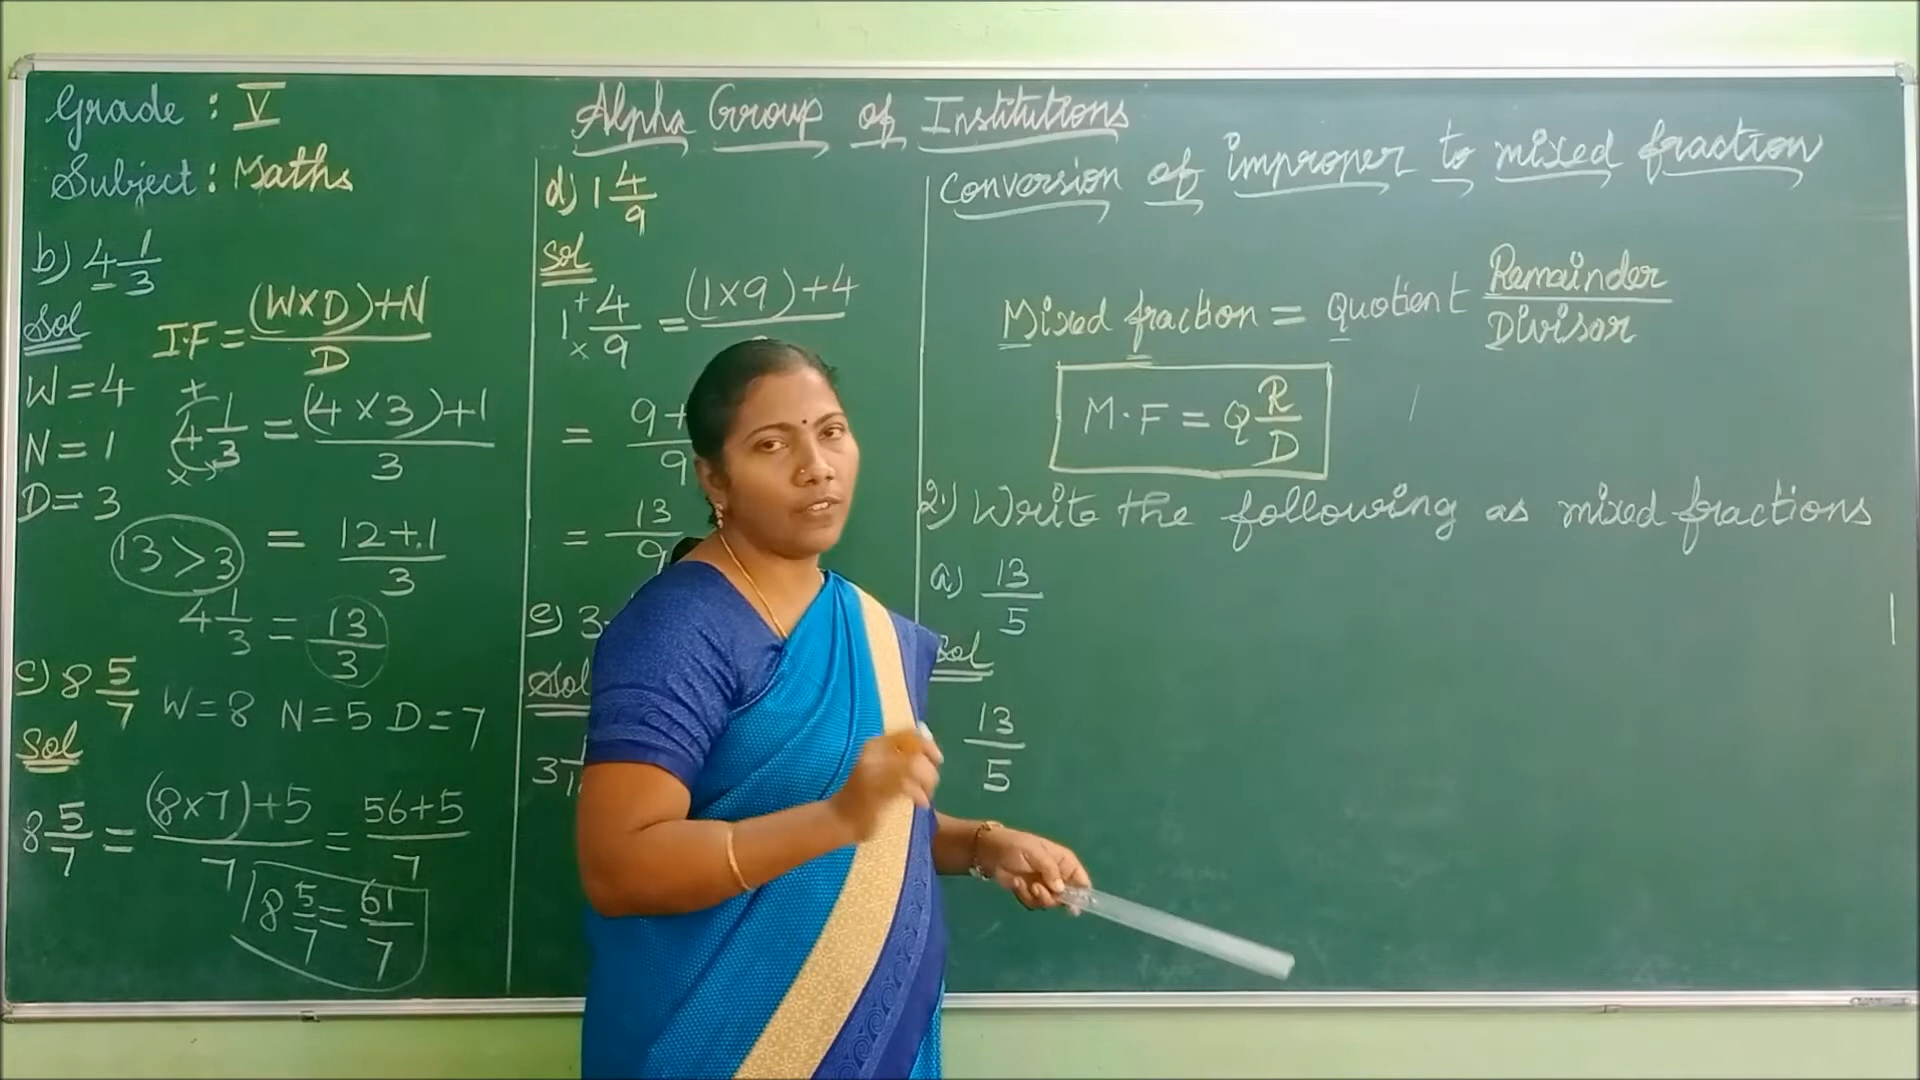 Grade : V
Subject : Maths
Alpha Group of Institutions
b) 4 1/3
Sol
I.F = (W×D)+N / D
W = 4
N = 1
D = 3
+
4 1/3 = (4×3)+1 / 3
×
13 > 3
= 12+1 / 3
4 1/3 = 13/3
c) 8 5/7 W=8 N=5 D=7
Sol
8 5/7 = (8×7)+5 / 7 = 56+5 / 7
8 5/7 = 61/7
d) 1 4/9
Sol
1 + 4/9 × = (1×9)+4
= 9+ / 9
= 13/9
e) 3
Sol
3
Conversion of improper to mixed fraction
Mixed fraction = Quotient Remainder / Divisor
M.F = Q R/D
2) Write the following as mixed fractions
a) 13/5
Sol
13/5